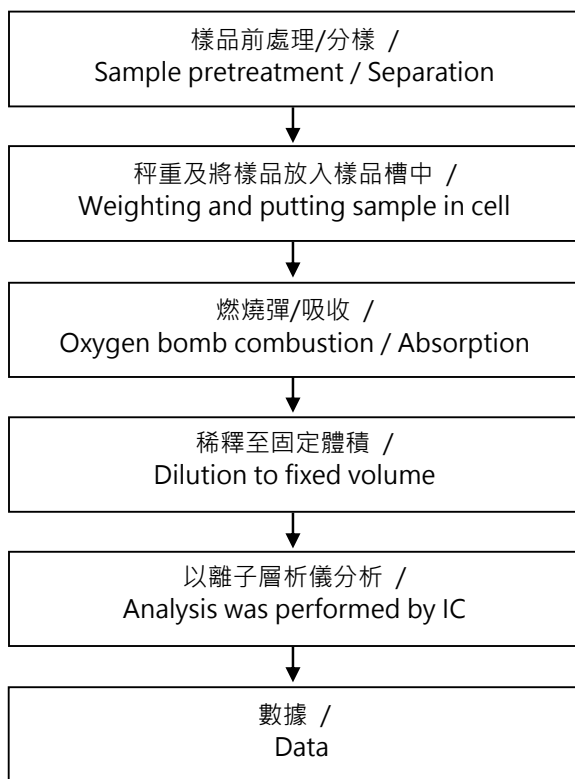 樣品前處理/分樣 /
Sample pretreatment / Separation
秤重及將樣品放入樣品槽中 /
Weighting and putting sample in cell
燃燒彈/吸收 /
Oxygen bomb combustion / Absorption
稀釋至固定體積 /
Dilution to fixed volume
以離子層析儀分析 /
Analysis was performed by IC
數據 /
Data